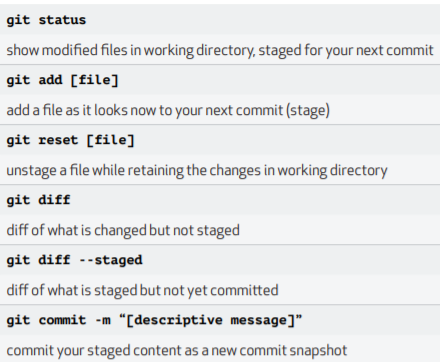 git status
show modified files in working directory, staged for your next commit
git add [file]
add a file as it looks now to your next commit (stage)
git reset [file]
unstage a file while retaining the changes in working directory
git diff
diff of what is changed but not staged
git diff --staged
diff of what is staged but not yet committed
git commit -m “[descriptive message]”
commit your staged content as a new commit snapshot